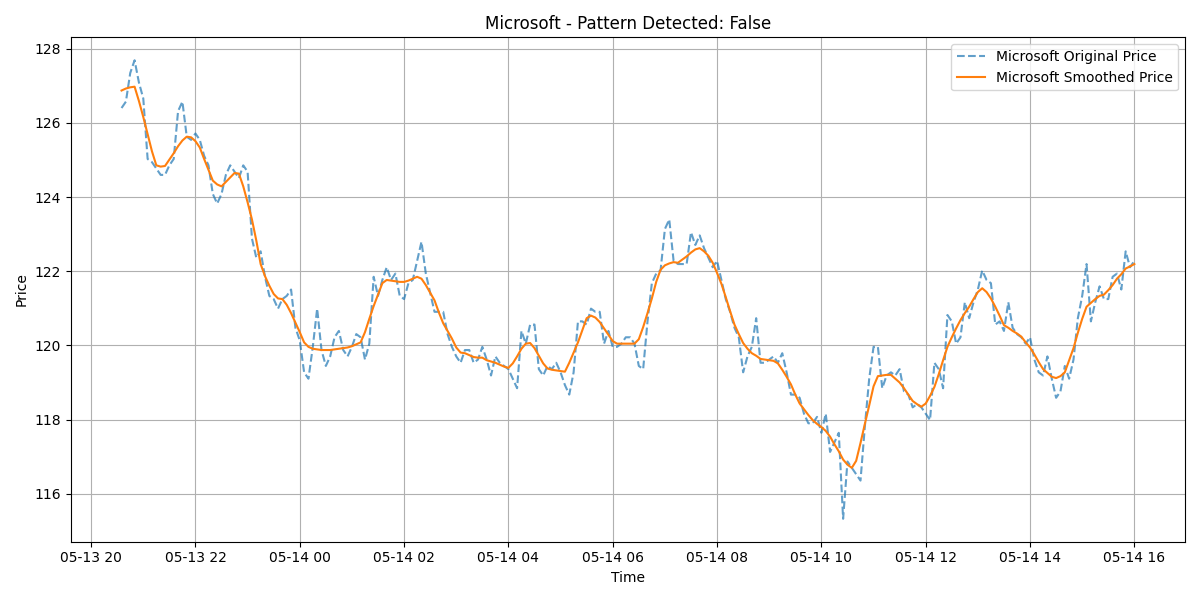 Microsoft - Pattern Detected: False
Microsoft Original Price
Microsoft Smoothed Price
128
126
124
122
120
118
116
Price
05-13 20 05-13 22 05-14 00 05-14 02 05-14 04 05-14 06 05-14 08 05-14 10 05-14 12 05-14 14 05-14 16
Time